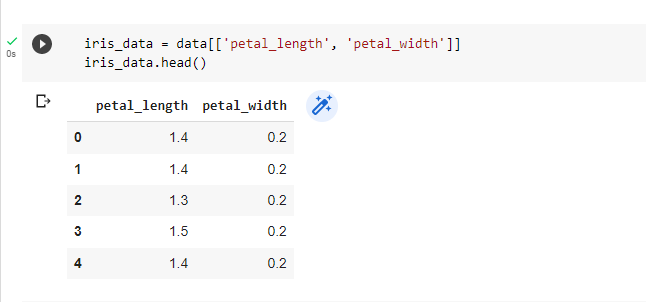 0s
iris_data = data[['petal_length', 'petal_width']]
iris_data.head()
petal_length petal_width
0 1.4 0.2
1 1.4 0.2
2 1.3 0.2
3 1.5 0.2
4 1.4 0.2